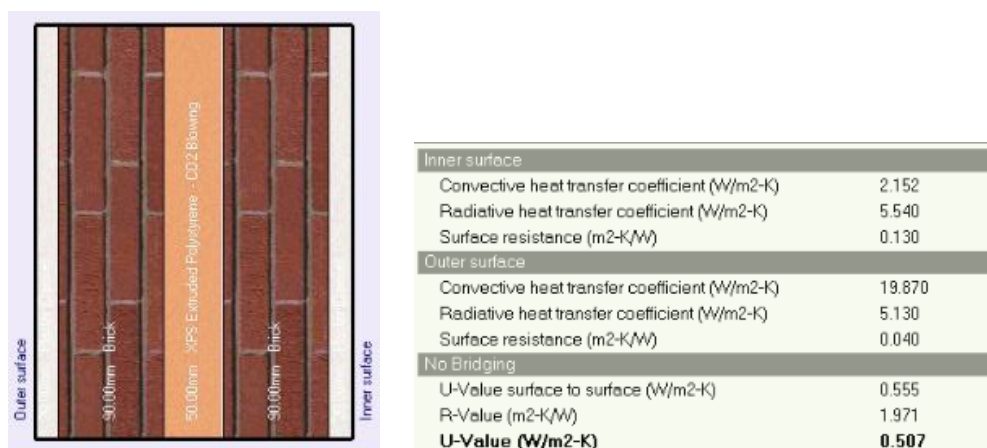 Outer surface
90.00mm Brick
50.00mm XPS Extruded Polystyrene - CO2 Blowing
90.00mm Brick
Inner surface
Inner surface
Convective heat transfer coefficient (W/m2-K) 2.152
Radiative heat transfer coefficient (W/m2-K) 5.540
Surface resistance (m2-K/W) 0.130
Outer surface
Convective heat transfer coefficient (W/m2-K) 19.870
Radiative heat transfer coefficient (W/m2-K) 5.130
Surface resistance (m2-K/W) 0.040
No Bridging
U-Value surface to surface (W/m2-K) 0.555
R-Value (m2-K/W) 1.971
U-Value (W/m2-K) 0.507